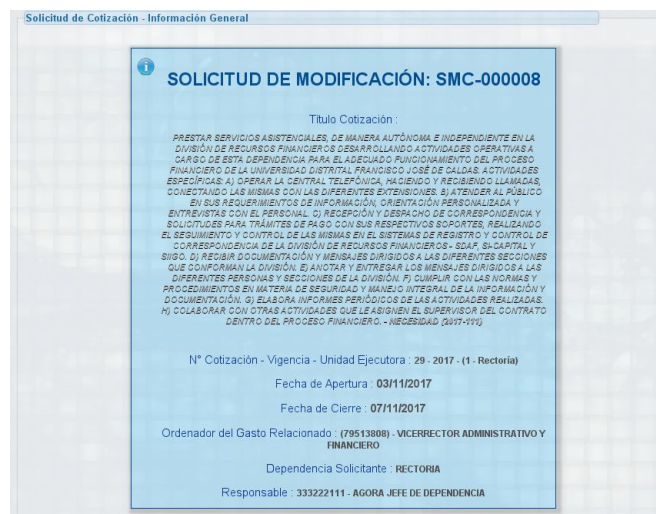 Solicitud de Cotización - Información General
SOLICITUD DE MODIFICACIÓN: SMC-000008
Título Cotización :
PRESTAR SERVICIOS ASISTENCIALES, DE MANERA AUTÓNOMA E INDEPENDIENTE EN LA
DIVISIÓN DE RECURSOS FINANCIEROS DESARROLLANDO ACTIVIDADES OPERATIVAS A
CARGO DE ESTA DEPENDENCIA PARA EL ADECUADO FUNCIONAMIENTO DEL PROCESO
FINANCIERO DE LA UNIVERSIDAD DISTRITAL FRANCISCO JOSÉ DE CALDAS. ACTIVIDADES
ESPECÍFICAS: A) OPERAR LA CENTRAL TELEFÓNICA, HACIENDO Y RECIBIENDO LLAMADAS,
CONECTANDO LAS MISMAS CON LAS DIFERENTES EXTENSIONES. B) ATENDER AL PÚBLICO
EN SUS REQUERIMIENTOS DE INFORMACIÓN, ORIENTACIÓN PERSONALIZADA Y
ENTREVISTAS CON EL PERSONAL. C) RECEPCIÓN Y DESPACHO DE CORRESPONDENCIA Y
SOLICITUDES PARA TRÁMITES DE PAGO CON SUS RESPECTIVOS SOPORTES, REALIZANDO
EL SEGUIMIENTO Y CONTROL DE LAS MISMAS EN EL SISTEMAS DE REGISTRO Y CONTROL DE
CORRESPONDENCIA DE LA DIVISIÓN DE RECURSOS FINANCIEROS - SDAF, SI-CAPITAL Y
SIIGO. D) RECIBIR DOCUMENTACIÓN Y MENSAJES DIRIGIDOS A LAS DIFERENTES SECCIONES
QUE CONFORMAN LA DIVISIÓN. E) ANOTAR Y ENTREGAR LOS MENSAJES DIRIGIDOS A LAS
DIFERENTES PERSONAS Y SECCIONES DE LA DIVISIÓN. F) CUMPLIR CON LAS NORMAS Y
PROCEDIMIENTOS EN MATERIA DE SEGURIDAD Y MANEJO INTEGRAL DE LA INFORMACIÓN Y
DOCUMENTACIÓN. G) ELABORA INFORMES PERIÓDICOS DE LAS ACTIVIDADES REALIZADAS.
H) COLABORAR CON OTRAS ACTIVIDADES QUE LE ASIGNEN EL SUPERVISOR DEL CONTRATO
DENTRO DEL PROCESO FINANCIERO. - NECESIDAD (2017-111)
N° Cotización - Vigencia - Unidad Ejecutora : 29 - 2017 - (1 - Rectoría)
Fecha de Apertura : 03/11/2017
Fecha de Cierre : 07/11/2017
Ordenador del Gasto Relacionado : (79513808) - VICERRECTOR ADMINISTRATIVO Y
FINANCIERO
Dependencia Solicitante : RECTORIA
Responsable : 333222111 - AGORA JEFE DE DEPENDENCIA